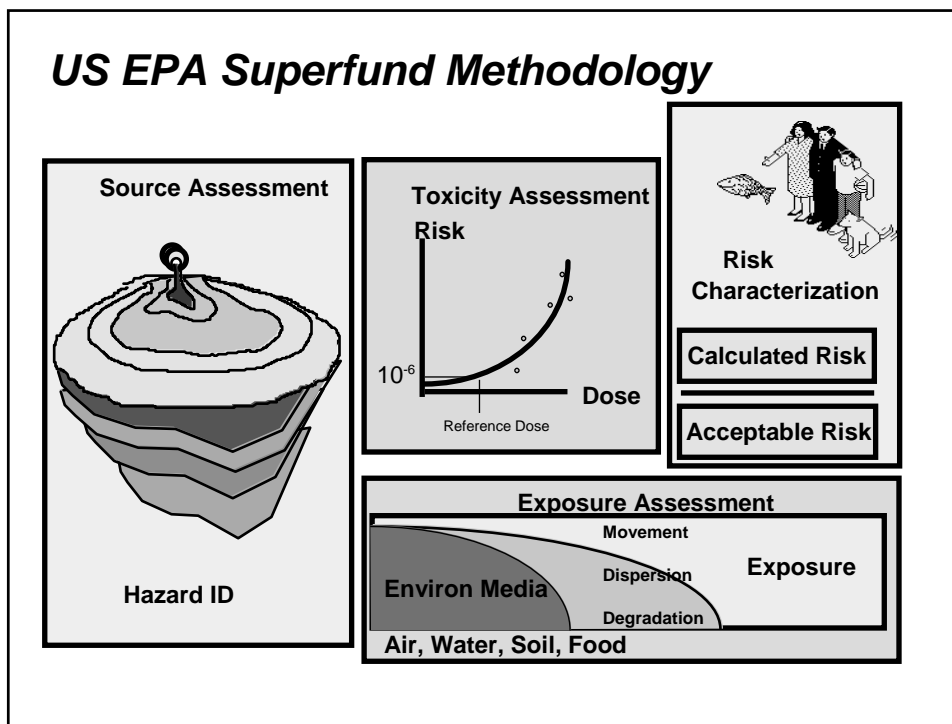 US EPA Superfund Methodology
Source Assessment
Hazard ID
Toxicity Assessment
Risk
10-6
Dose
Reference Dose
Risk
Characterization
Calculated Risk
Acceptable Risk
Exposure Assessment
Movement
Environ Media
Dispersion
Exposure
Degradation
Air, Water, Soil, Food